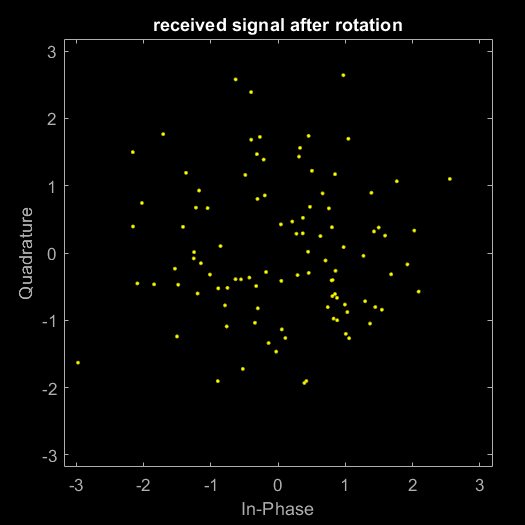 received signal after rotation
3
2
1
0
-1
-2
-3
Quadrature
-3 -2 -1 0 1 2 3
In-Phase